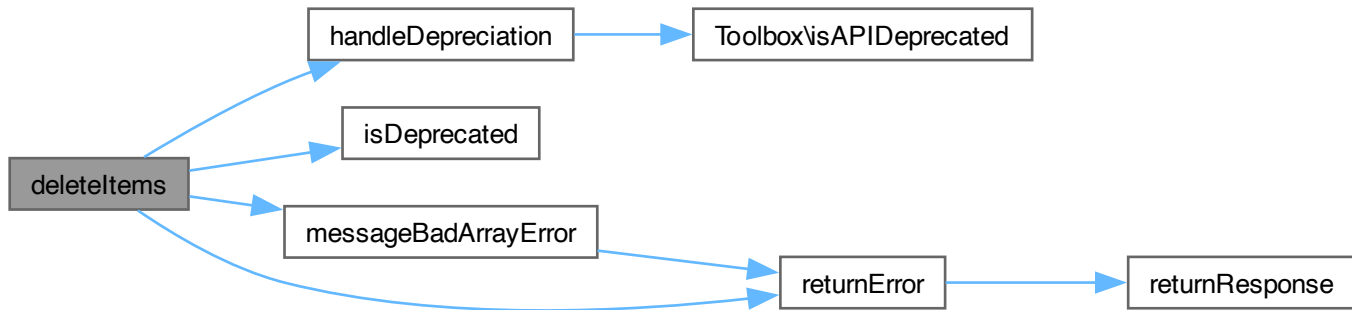 handleDepreciation
Toolbox\isAPIDeprecated
isDeprecated
deleteItems
messageBadArrayError
returnError
returnResponse